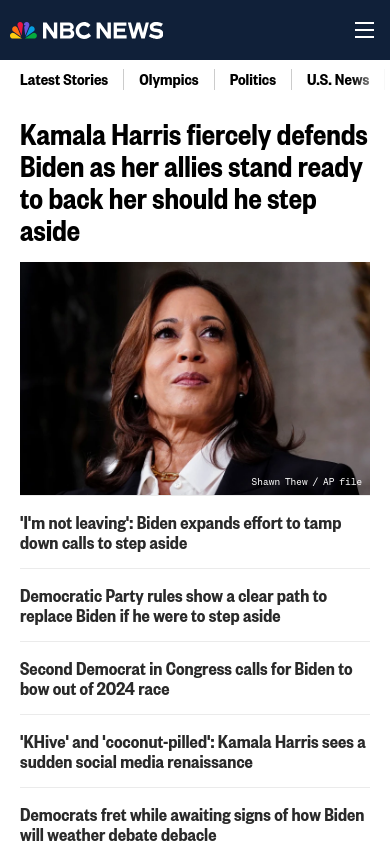 NBC NEWS
Latest Stories
Olympics
Politics
U.S. News
Kamala Harris fiercely defends
Biden as her allies stand ready
to back her should he step
aside
Shawn Thew / AP file
'I'm not leaving': Biden expands effort to tamp
down calls to step aside
Democratic Party rules show a clear path to
replace Biden if he were to step aside
Second Democrat in Congress calls for Biden to
bow out of 2024 race
'KHive' and 'coconut-pilled': Kamala Harris sees a
sudden social media renaissance
Democrats fret while awaiting signs of how Biden
will weather debate debacle